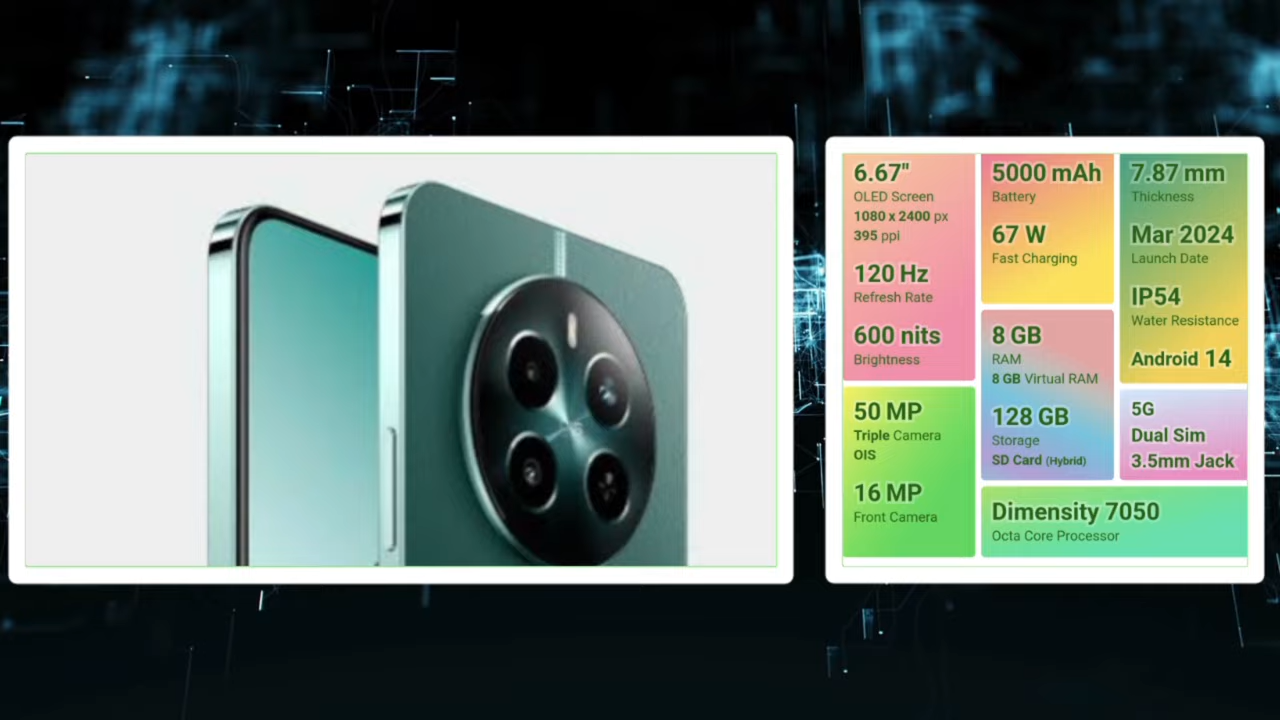 6.67"
OLED Screen
1080 x 2400 px
395 ppi
120 Hz
Refresh Rate
600 nits
Brightness
50 MP
Triple Camera
OIS
16 MP
Front Camera
5000 mAh
Battery
67 W
Fast Charging
8 GB
RAM
8 GB Virtual RAM
128 GB
Storage
SD Card (Hybrid)
7.87 mm
Thickness
Mar 2024
Launch Date
IP54
Water Resistance
Android 14
5G
Dual Sim
3.5mm Jack
Dimensity 7050
Octa Core Processor